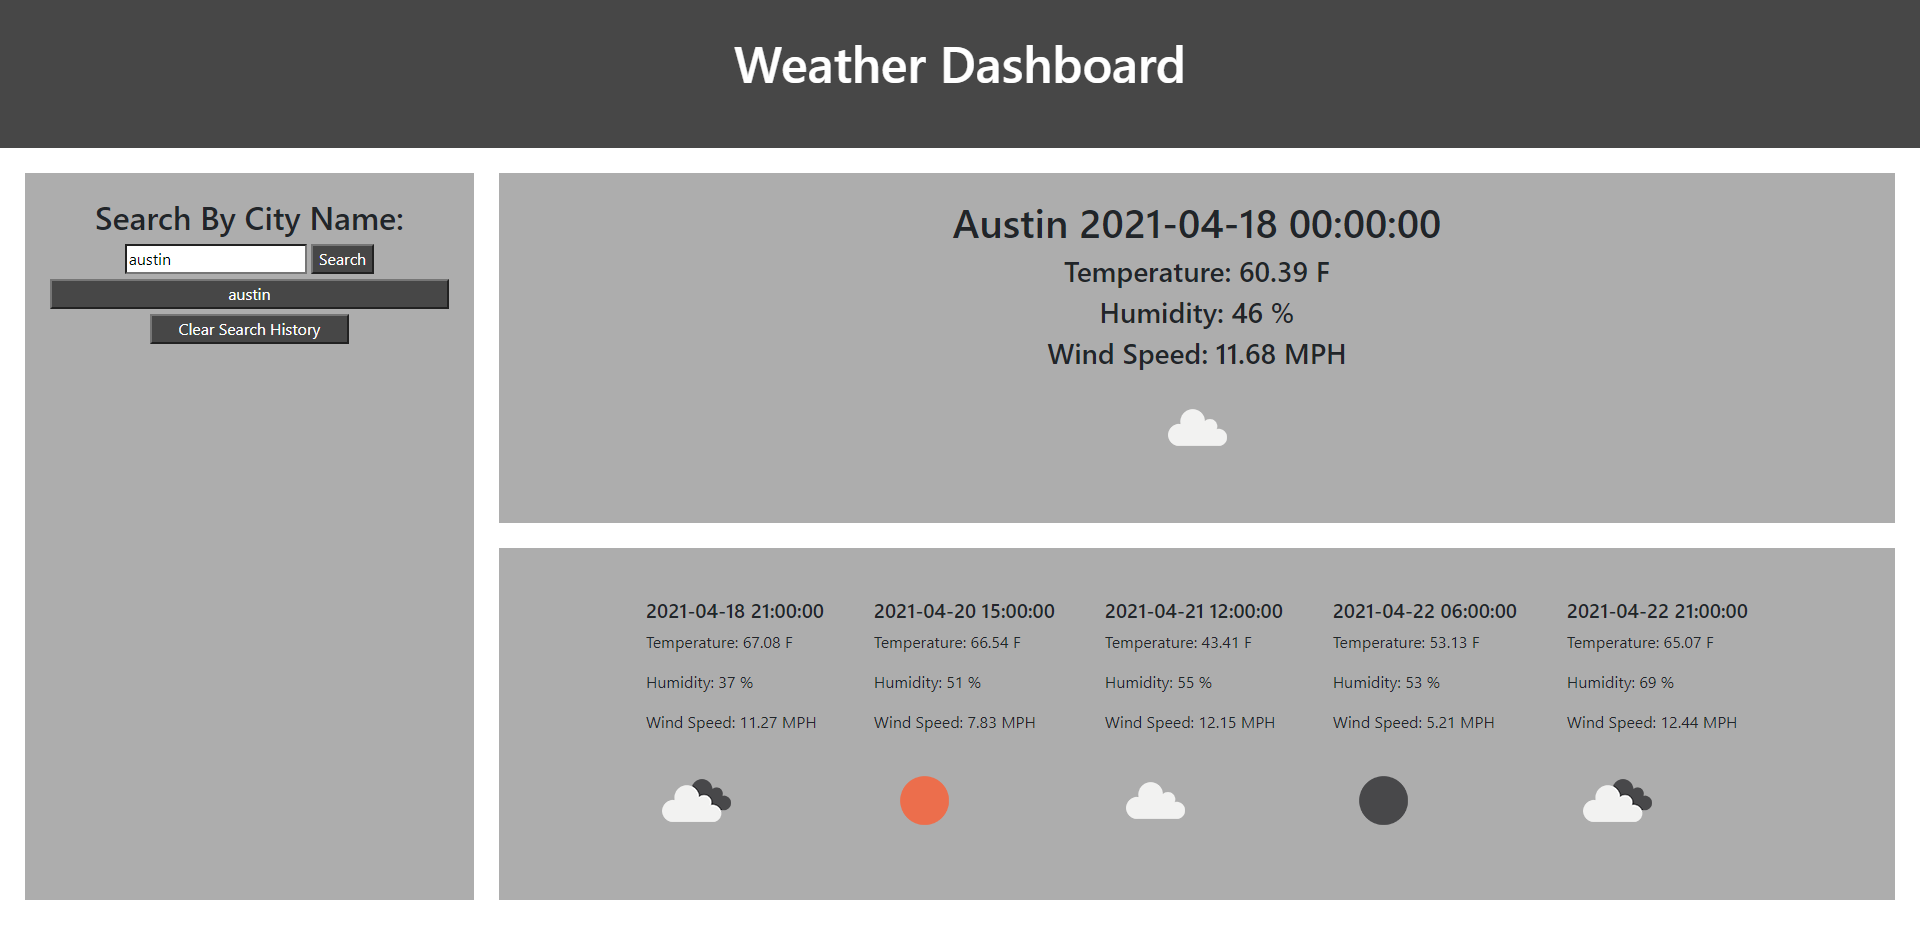 Weather Dashboard
Search By City Name:
austin Search
austin
Clear Search History
Austin 2021-04-18 00:00:00
Temperature: 60.39 F
Humidity: 46 %
Wind Speed: 11.68 MPH
2021-04-18 21:00:00
Temperature: 67.08 F
Humidity: 37 %
Wind Speed: 11.27 MPH
2021-04-20 15:00:00
Temperature: 66.54 F
Humidity: 51 %
Wind Speed: 7.83 MPH
2021-04-21 12:00:00
Temperature: 43.41 F
Humidity: 55 %
Wind Speed: 12.15 MPH
2021-04-22 06:00:00
Temperature: 53.13 F
Humidity: 53 %
Wind Speed: 5.21 MPH
2021-04-22 21:00:00
Temperature: 65.07 F
Humidity: 69 %
Wind Speed: 12.44 MPH